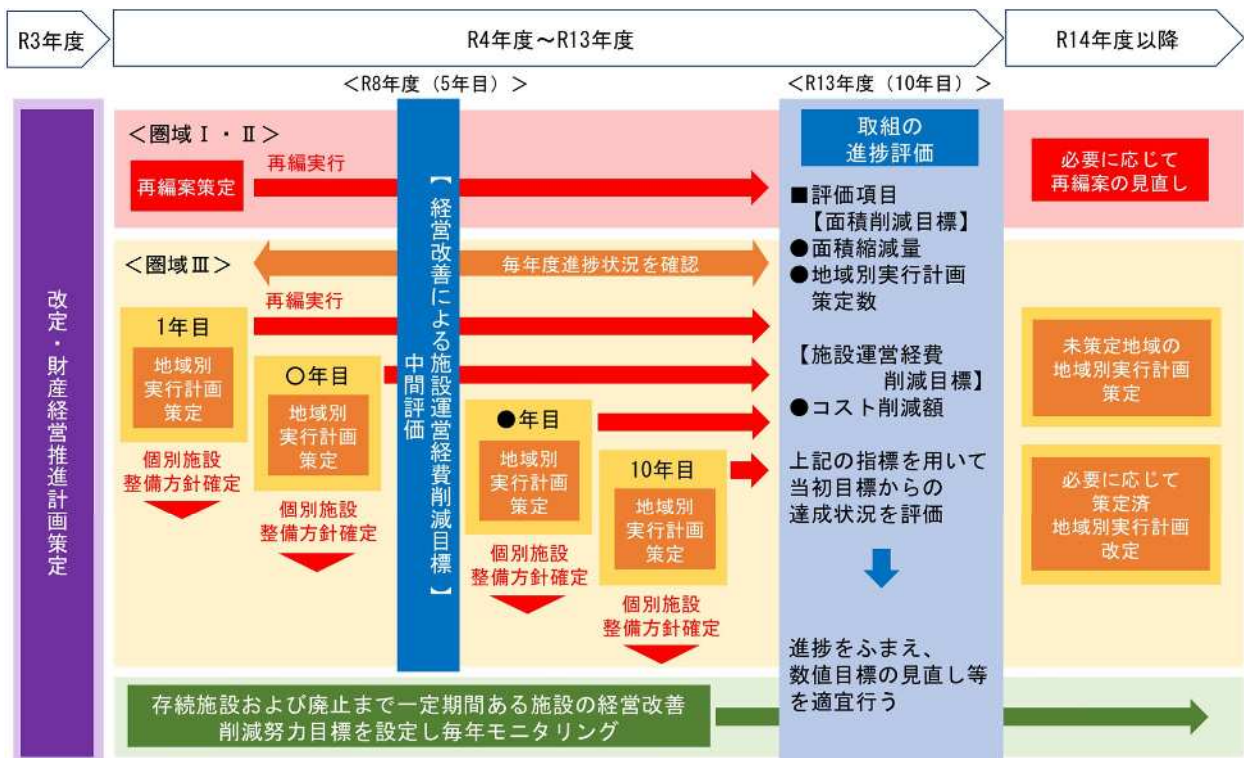 R3年度
R4年度～R13年度
R14年度以降
＜R8年度（5年目）＞
＜R13年度（10年目）＞
改定・財産経営推進計画策定
＜圏域Ⅰ・Ⅱ＞
再編案策定
再編実行
＜圏域Ⅲ＞
毎年度進捗状況を確認
再編実行
1年目
地域別
実行計画
策定
個別施設
整備方針確定
〇年目
地域別
実行計画
策定
個別施設
整備方針確定
【経営改善による施設運営経費削減目標】
中間評価
●年目
地域別
実行計画
策定
個別施設
整備方針確定
10年目
地域別
実行計画
策定
個別施設
整備方針確定
存続施設および廃止まで一定期間ある施設の経営改善
削減努力目標を設定し毎年モニタリング
取組の
進捗評価
■評価項目
【面積削減目標】
●面積縮減量
●地域別実行計画
策定数
【施設運営経費
削減目標】
●コスト削減額
上記の指標を用いて
当初目標からの
達成状況を評価
進捗をふまえ、
数値目標の見直し等
を適宜行う
必要に応じて
再編案の見直し
未策定地域の
地域別実行計画
策定
必要に応じて
策定済
地域別実行計画
改定